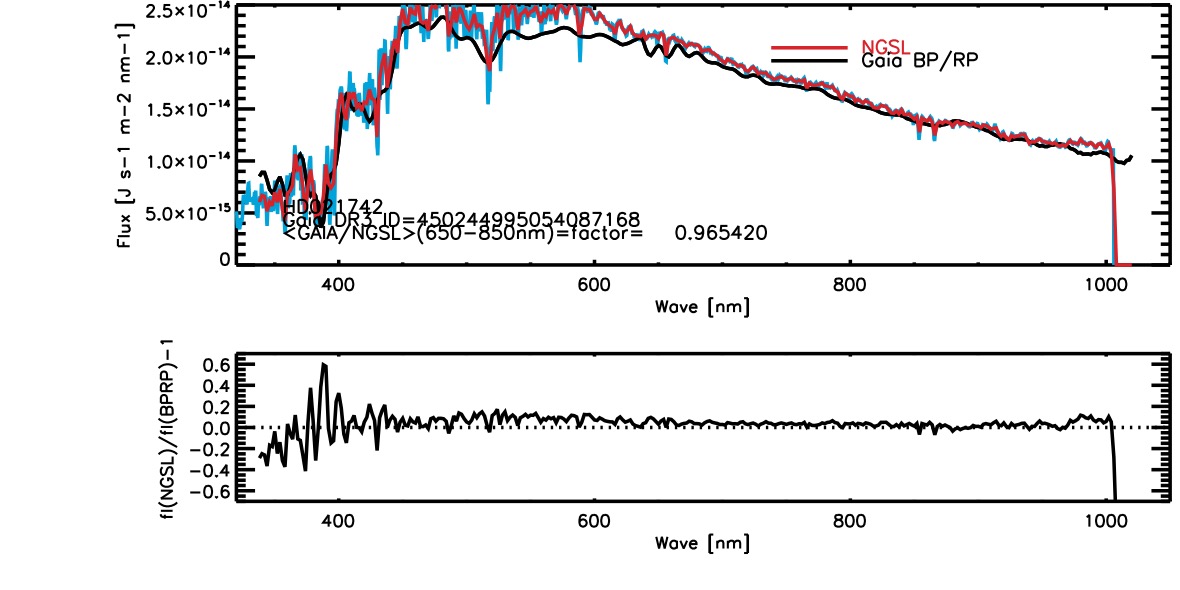 2.5×10−14
2.0×10−14
1.5×10−14
1.0×10−14
5.0×10−15
0
Flux [J s−1 m−2 nm−1]
NGSL
Gaia BP/RP
HD021742
Gaia DR3 ID=450244995054087168
<GAIA/NGSL>(650−850nm)=factor= 0.965420
400 600 800 1000
Wave [nm]
fl(NGSL)/fl(BPRP)−1
0.6
0.4
0.2
0.0
−0.2
−0.4
−0.6
400 600 800 1000
Wave [nm]